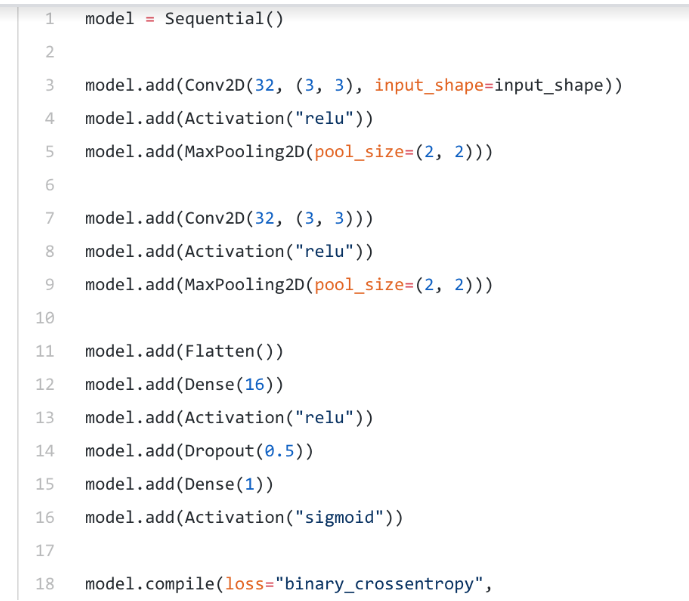 1 model = Sequential()
2
3 model.add(Conv2D(32, (3, 3), input_shape=input_shape))
4 model.add(Activation("relu"))
5 model.add(MaxPooling2D(pool_size=(2, 2)))
6
7 model.add(Conv2D(32, (3, 3)))
8 model.add(Activation("relu"))
9 model.add(MaxPooling2D(pool_size=(2, 2)))
10
11 model.add(Flatten())
12 model.add(Dense(16))
13 model.add(Activation("relu"))
14 model.add(Dropout(0.5))
15 model.add(Dense(1))
16 model.add(Activation("sigmoid"))
17
18 model.compile(loss="binary_crossentropy",